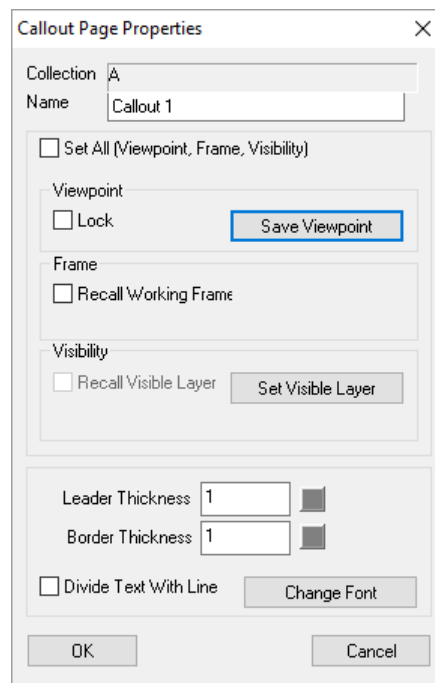 Callout Page Properties
Collection A
Name Callout 1
Set All (Viewpoint, Frame, Visibility)
Viewpoint
Lock Save Viewpoint
Frame
Recall Working Frame
Visibility
Recall Visible Layer Set Visible Layer
Leader Thickness 1
Border Thickness 1
Divide Text With Line Change Font
OK Cancel